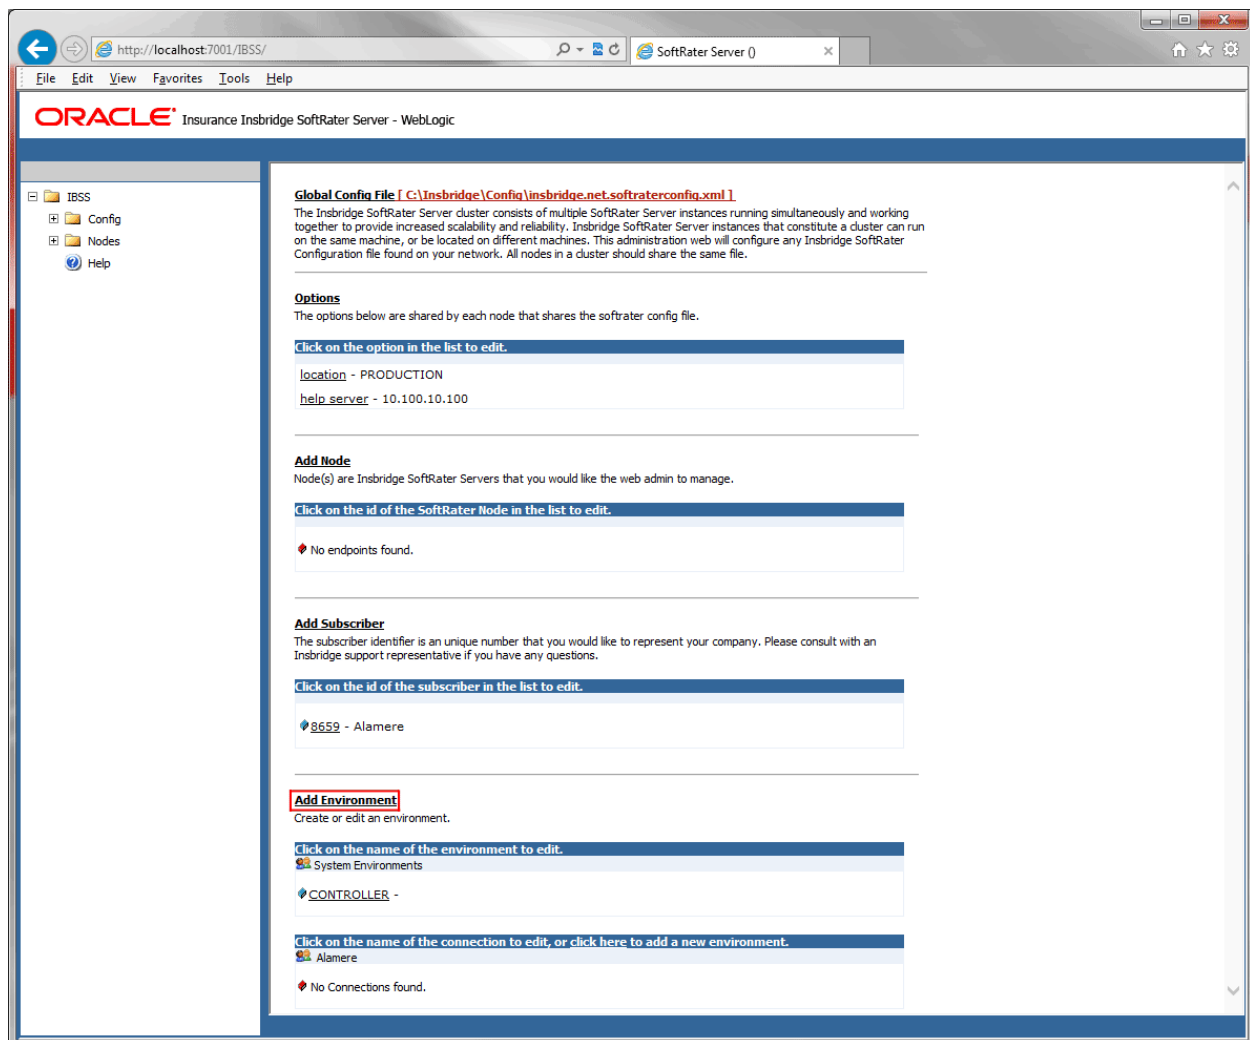 http://localhost:7001/IBSS/
SoftRater Server ()
File Edit View Favorites Tools Help
ORACLE Insurance Insbridge SoftRater Server - WebLogic
IBSS
Config
Nodes
Help
Global Config File [ C:\Insbridge\Config\insbridge.net.softraterconfig.xml ]
The Insbridge SoftRater Server cluster consists of multiple SoftRater Server instances running simultaneously and working
together to provide increased scalability and reliability. Insbridge SoftRater Server instances that constitute a cluster can run
on the same machine, or be located on different machines. This administration web will configure any Insbridge SoftRater
Configuration file found on your network. All nodes in a cluster should share the same file.
Options
The options below are shared by each node that shares the softrater config file.
Click on the option in the list to edit.
location - PRODUCTION
help server - 10.100.10.100
Add Node
Node(s) are Insbridge SoftRater Servers that you would like the web admin to manage.
Click on the id of the SoftRater Node in the list to edit.
No endpoints found.
Add Subscriber
The subscriber identifier is an unique number that you would like to represent your company. Please consult with an
Insbridge support representative if you have any questions.
Click on the id of the subscriber in the list to edit.
8659 - Alamere
Add Environment
Create or edit an environment.
Click on the name of the environment to edit.
System Environments
CONTROLLER -
Click on the name of the connection to edit, or click here to add a new environment.
Alamere
No Connections found.